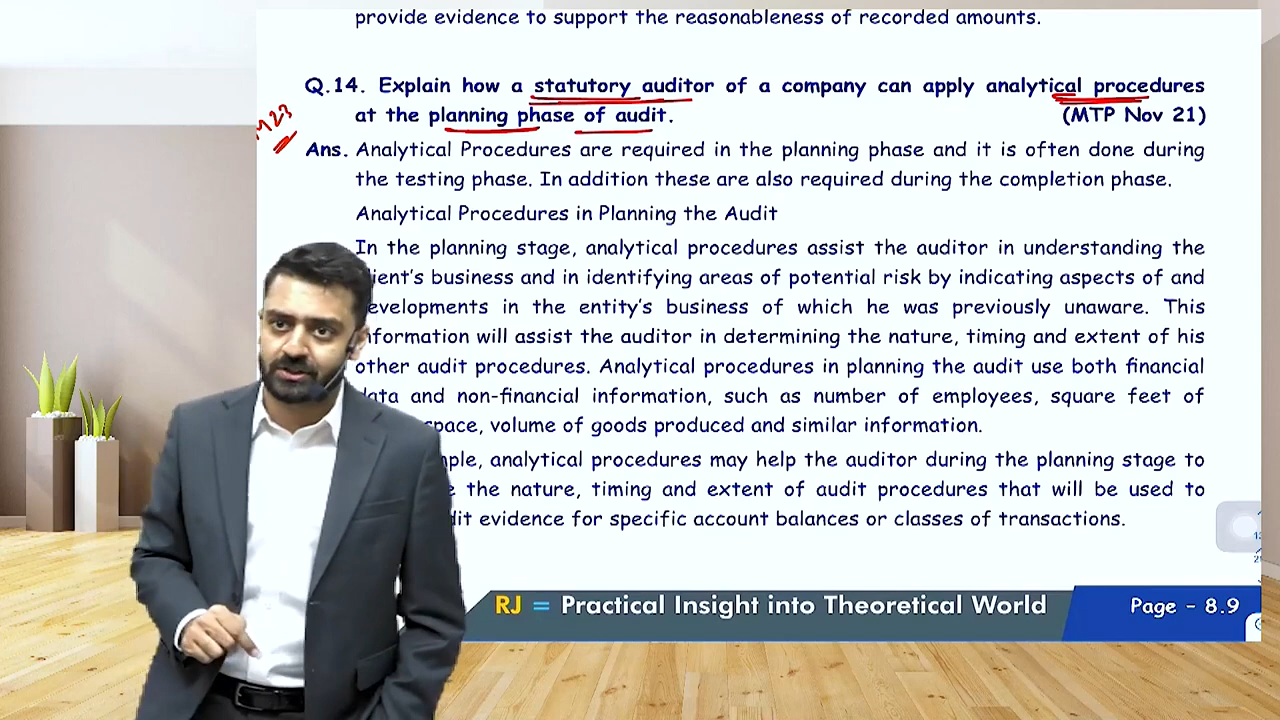 provide evidence to support the reasonableness of recorded amounts.
Q.14. Explain how a statutory auditor of a company can apply analytical procedures
at the planning phase of audit. (MTP Nov 21)
M23
Ans. Analytical Procedures are required in the planning phase and it is often done during
the testing phase. In addition these are also required during the completion phase.
Analytical Procedures in Planning the Audit
In the planning stage, analytical procedures assist the auditor in understanding the
business and in identifying areas of potential risk by indicating aspects of and
in the entity's business of which he was previously unaware. This
will assist the auditor in determining the nature, timing and extent of his
other audit procedures. Analytical procedures in planning the audit use both financial
and non-financial information, such as number of employees, square feet of
space, volume of goods produced and similar information.
analytical procedures may help the auditor during the planning stage to
the nature, timing and extent of audit procedures that will be used to
evidence for specific account balances or classes of transactions.
RJ = Practical Insight into Theoretical World
Page - 8.9